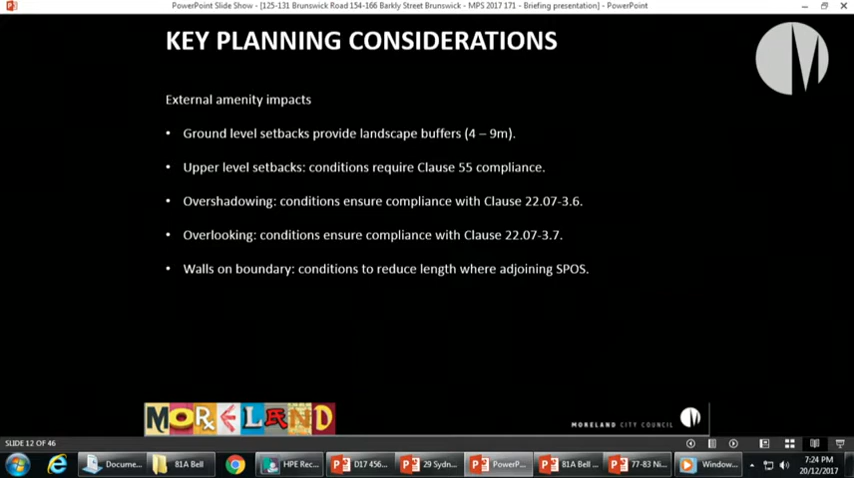 PowerPoint Slide Show - [125-131 Brunswick Road 154-166 Barkly Street Brunswick - MPS 2017 171 - Briefing presentation] - PowerPoint
KEY PLANNING CONSIDERATIONS
External amenity impacts
• Ground level setbacks provide landscape buffers (4 – 9m).
• Upper level setbacks: conditions require Clause 55 compliance.
• Overshadowing: conditions ensure compliance with Clause 22.07-3.6.
• Overlooking: conditions ensure compliance with Clause 22.07-3.7.
• Walls on boundary: conditions to reduce length where adjoining SPOS.
MORELAND
MORELAND CITY COUNCIL
SLIDE 12 OF 46
Docume... 81A Bell HPE Rec... D17 456... 29 Sydn... PowerP... 81A Bell ... 77-83 Ni... Window...
7:24 PM
20/12/2017